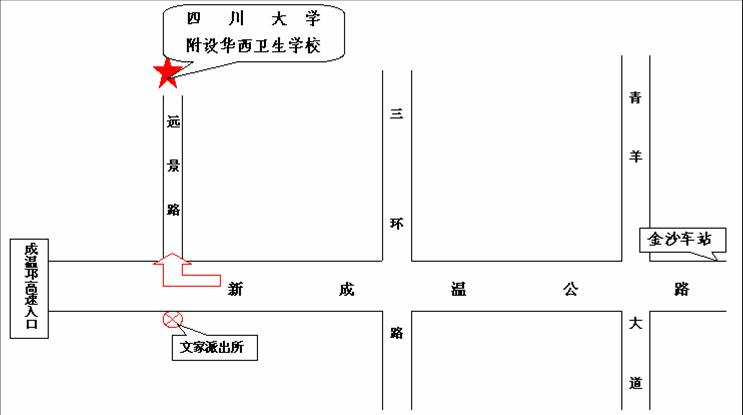 四川大学
附设华西卫生学校
远景路
三环路
青羊大道
金沙车站
成温邛高速入口
新成温公路
文家派出所